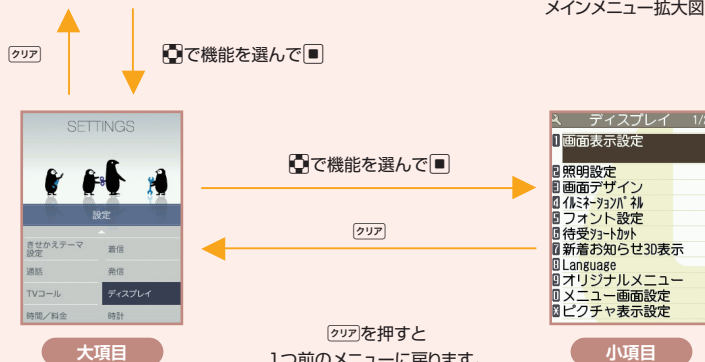 メインメニュー拡大図
クリア
で機能を選んで
SETTINGS
設定
きせかえテーマ設定
着信
通話
発信
TVコール
ディスプレイ
時間／料金
時計
大項目
で機能を選んで
クリア
クリアを押すと
1つ前のメニューに戻ります。
ディスプレイ 1/
1画面表示設定
2照明設定
3画面デザイン
4ｲﾙﾐﾈｰｼｮﾝﾊﾟﾈﾙ
5フォント設定
6待受ｼｮｰﾄｶｯﾄ
7新着お知らせ3D表示
8Language
9オリジナルメニュー
0メニュー画面設定
ピクチャ表示設定
小項目